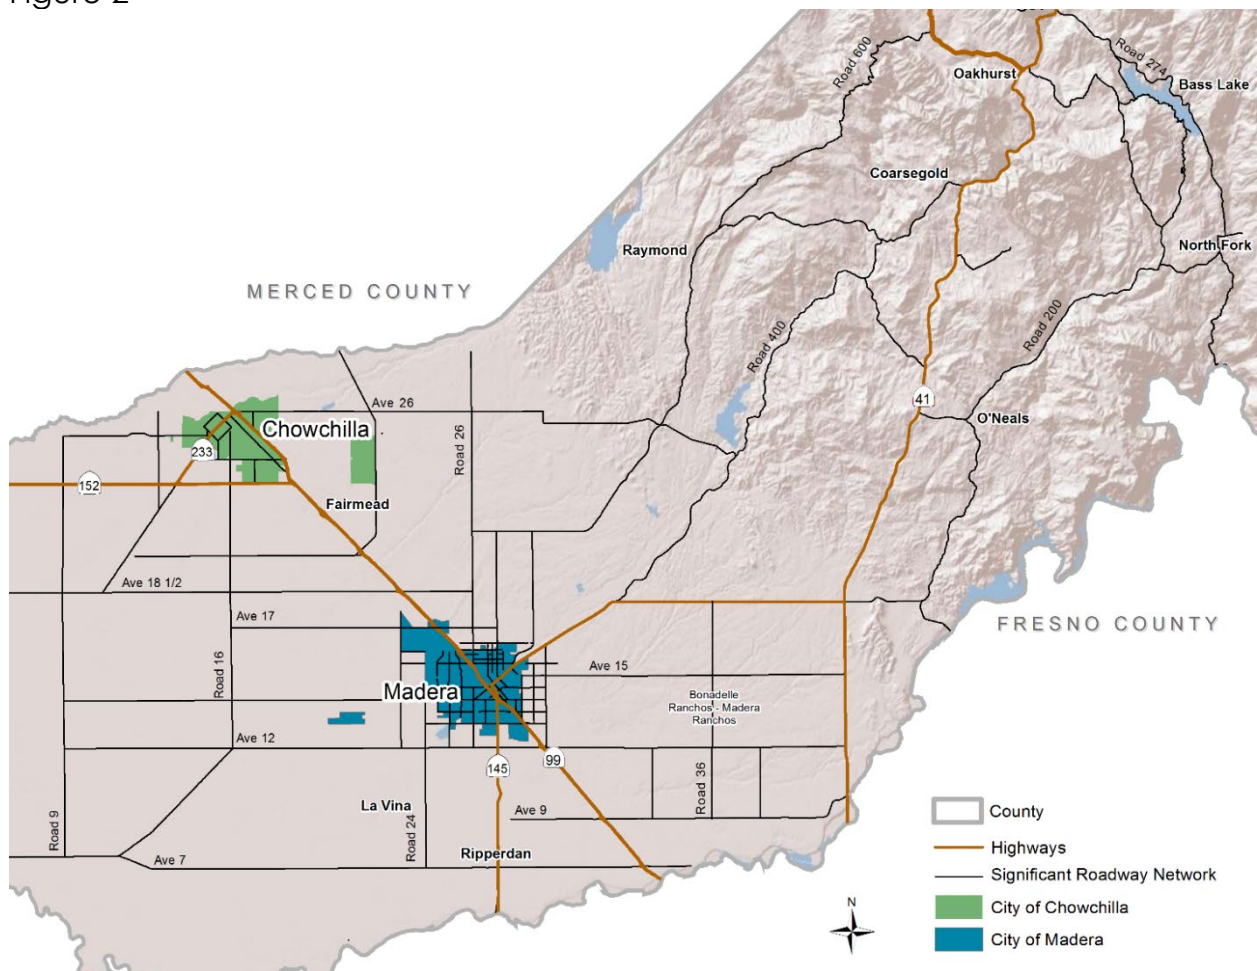 Figure 2
Road 600
Oakhurst
Road 274
Bass Lake
Coarsegold
Raymond
North Fork
MERCED COUNTY
Road 200
Road 400
41
Ave 26
O'Neals
Chowchilla
Road 26
233
152
Fairmead
Ave 18 1/2
Ave 17
FRESNO COUNTY
Road 16
Ave 15
Madera
Bonadelle
Ranchos - Madera
Ranchos
Ave 12
99
145
La Vina
Road 36
Ave 9
Road 9
Road 24
Ripperdan
Ave 7
County
Highways
Significant Roadway Network
N
City of Chowchilla
City of Madera